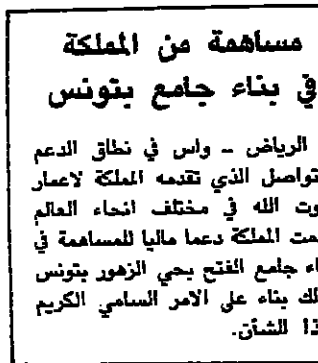 مساهمة من المملكة
في بناء جامع بتونس
الرياض - واس في نطاق الدعم
تواصل الذي تقدمه المملكة لاعمار
وت الله في مختلف انحاء العالم
مت المملكة دعما ماليا للمساهمة في
اء جامع الفتح بحي الزهور بتونس
لك بناء على الامر السامي الكريم
ذا الشأن.